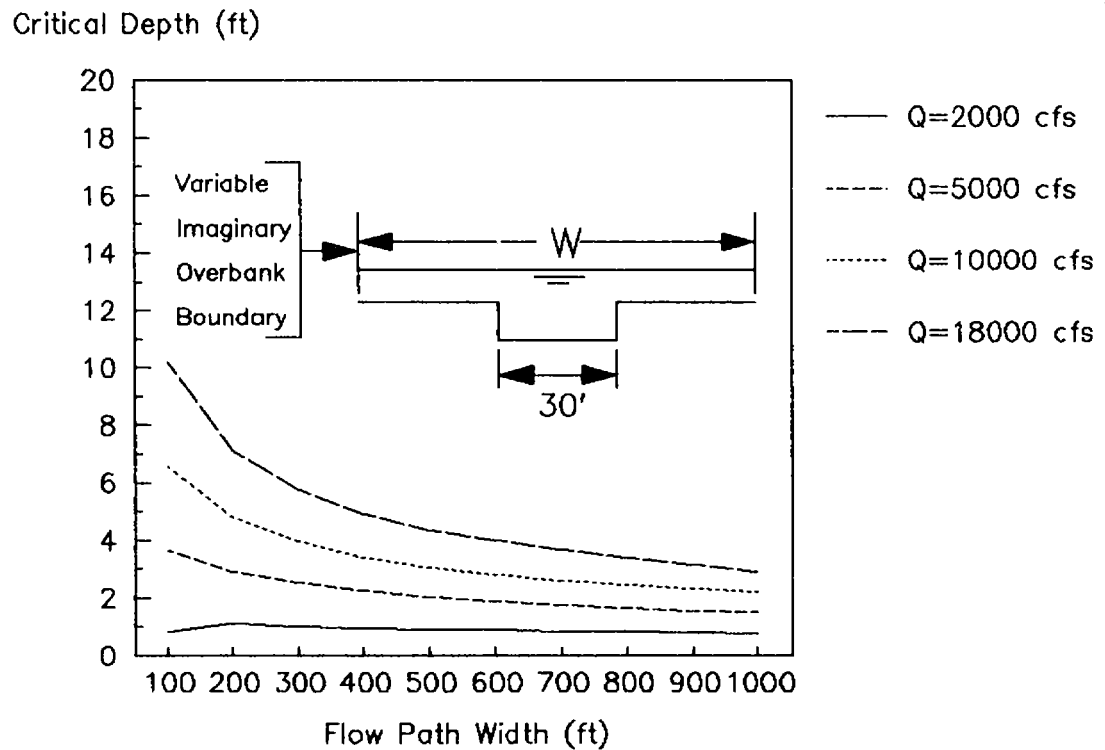 Critical Depth (ft)
20
18
16
14
12
10
8
6
4
2
0
Variable
Imaginary
Overbank
Boundary
W
30'
Q=2000 cfs
Q=5000 cfs
Q=10000 cfs
Q=18000 cfs
100 200 300 400 500 600 700 800 900 1000
Flow Path Width (ft)